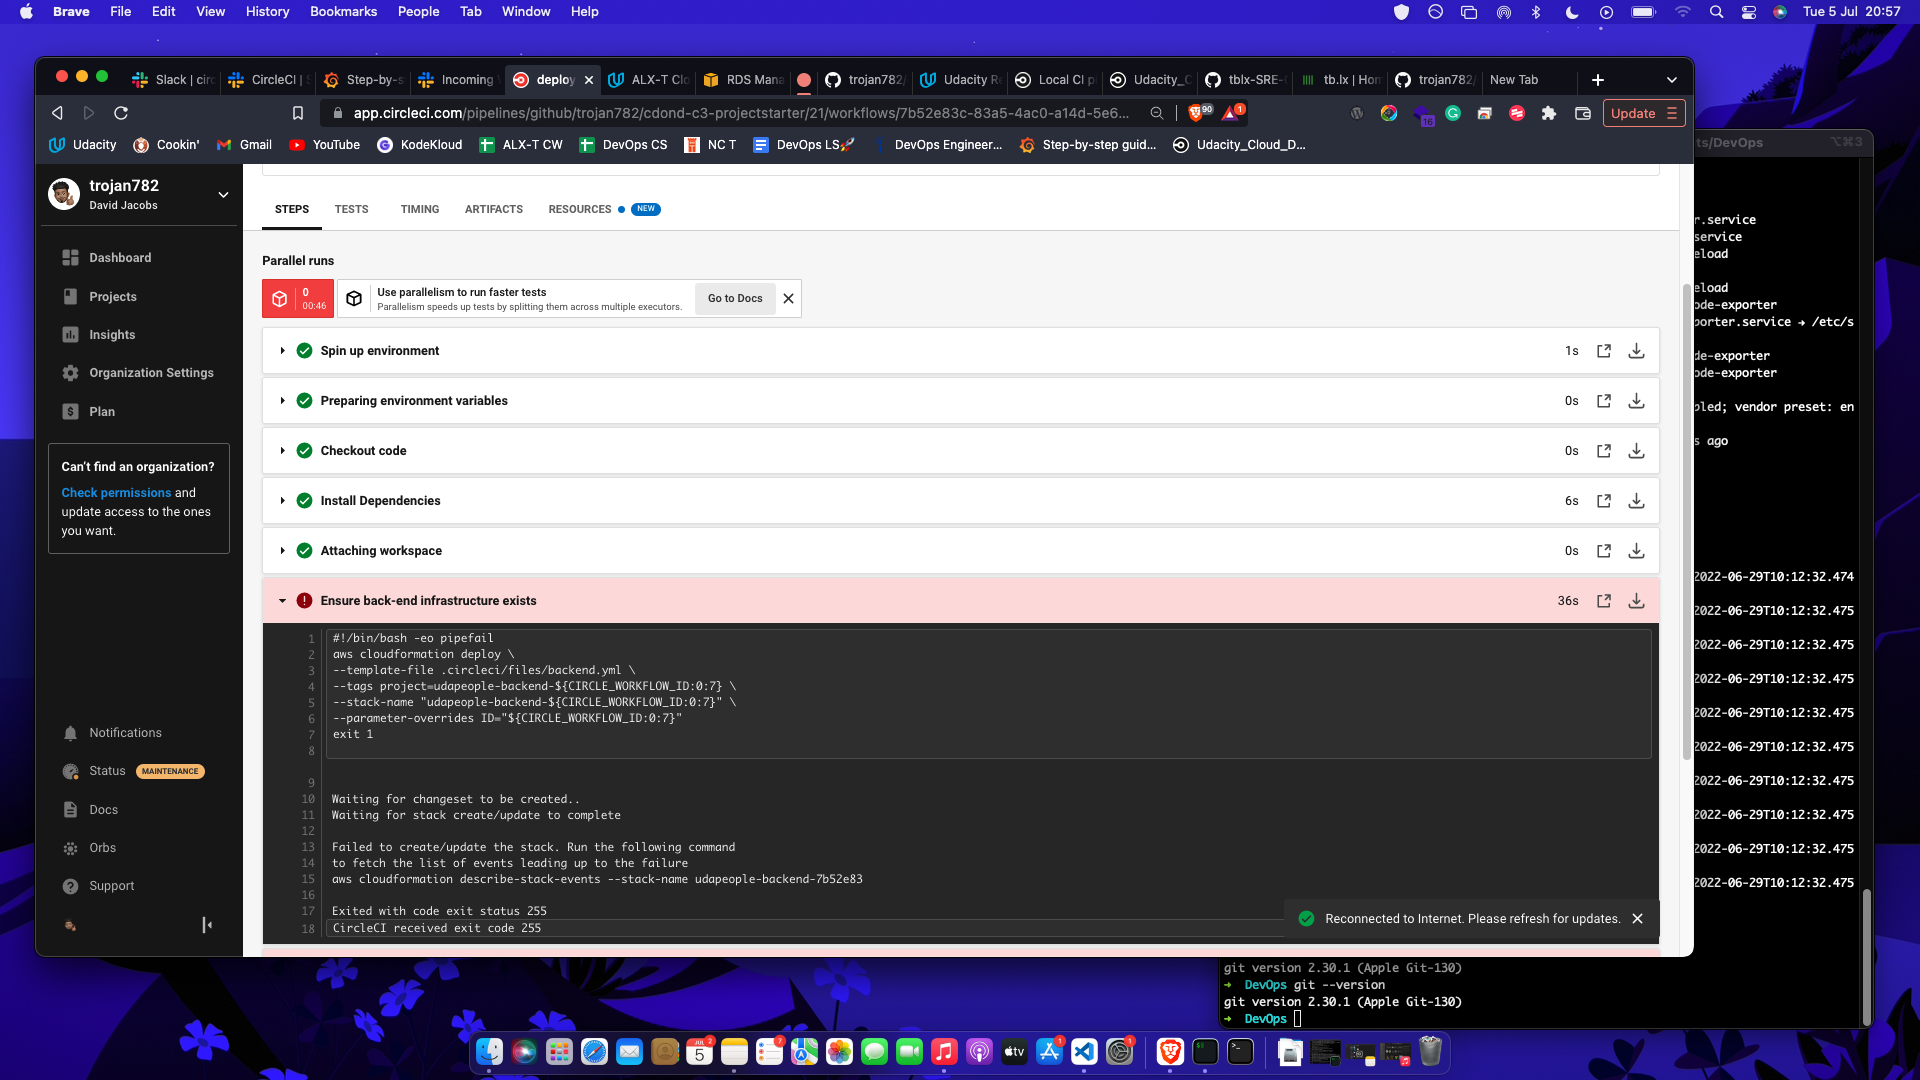 Brave File Edit View History Bookmarks People Tab Window Help
Tue 5 Jul 20:57
Slack | circ
CircleCI | S
Step-by-s
Incoming
deploy
ALX-T Clo
RDS Mana
trojan782/
Udacity Re
Local CI p
Udacity_C
tblx-SRE-
tb.lx | Hom
trojan782/
New Tab
app.circleci.com/pipelines/github/trojan782/cdond-c3-projectstarter/21/workflows/7b52e83c-83a5-4ac0-a14d-5e6...
90
1
16
Update
Udacity
Cookin'
Gmail
YouTube
KodeKloud
ALX-T CW
DevOps CS
NC T
DevOps LS🚀
DevOps Engineer...
Step-by-step guid...
Udacity_Cloud_D...
ts/DevOps
⌥⌘3
trojan782
David Jacobs
Dashboard
Projects
Insights
Organization Settings
Plan
Can't find an organization?
Check permissions and
update access to the ones
you want.
Notifications
Status MAINTENANCE
Docs
Orbs
Support
STEPS TESTS TIMING ARTIFACTS RESOURCES NEW
Parallel runs
0
00:46
Use parallelism to run faster tests
Parallelism speeds up tests by splitting them across multiple executors.
Go to Docs
Spin up environment 1s
Preparing environment variables 0s
Checkout code 0s
Install Dependencies 6s
Attaching workspace 0s
Ensure back-end infrastructure exists 36s
1 #!/bin/bash -eo pipefail
2 aws cloudformation deploy \
3 --template-file .circleci/files/backend.yml \
4 --tags project=udapeople-backend-${CIRCLE_WORKFLOW_ID:0:7} \
5 --stack-name "udapeople-backend-${CIRCLE_WORKFLOW_ID:0:7}" \
6 --parameter-overrides ID="${CIRCLE_WORKFLOW_ID:0:7}"
7 exit 1
8
9
10 Waiting for changeset to be created..
11 Waiting for stack create/update to complete
12
13 Failed to create/update the stack. Run the following command
14 to fetch the list of events leading up to the failure
15 aws cloudformation describe-stack-events --stack-name udapeople-backend-7b52e83
16
17 Exited with code exit status 255
18 CircleCI received exit code 255
Reconnected to Internet. Please refresh for updates.
r.service
service
eload
eload
ode-exporter
porter.service → /etc/s
de-exporter
ode-exporter
bled; vendor preset: en
s ago
2022-06-29T10:12:32.474
2022-06-29T10:12:32.475
2022-06-29T10:12:32.475
2022-06-29T10:12:32.475
2022-06-29T10:12:32.475
2022-06-29T10:12:32.475
2022-06-29T10:12:32.475
2022-06-29T10:12:32.475
2022-06-29T10:12:32.475
2022-06-29T10:12:32.475
git version 2.30.1 (Apple Git-130)
→ DevOps git --version
git version 2.30.1 (Apple Git-130)
→ DevOps
JUL
5
2
7
tv
1
1
1